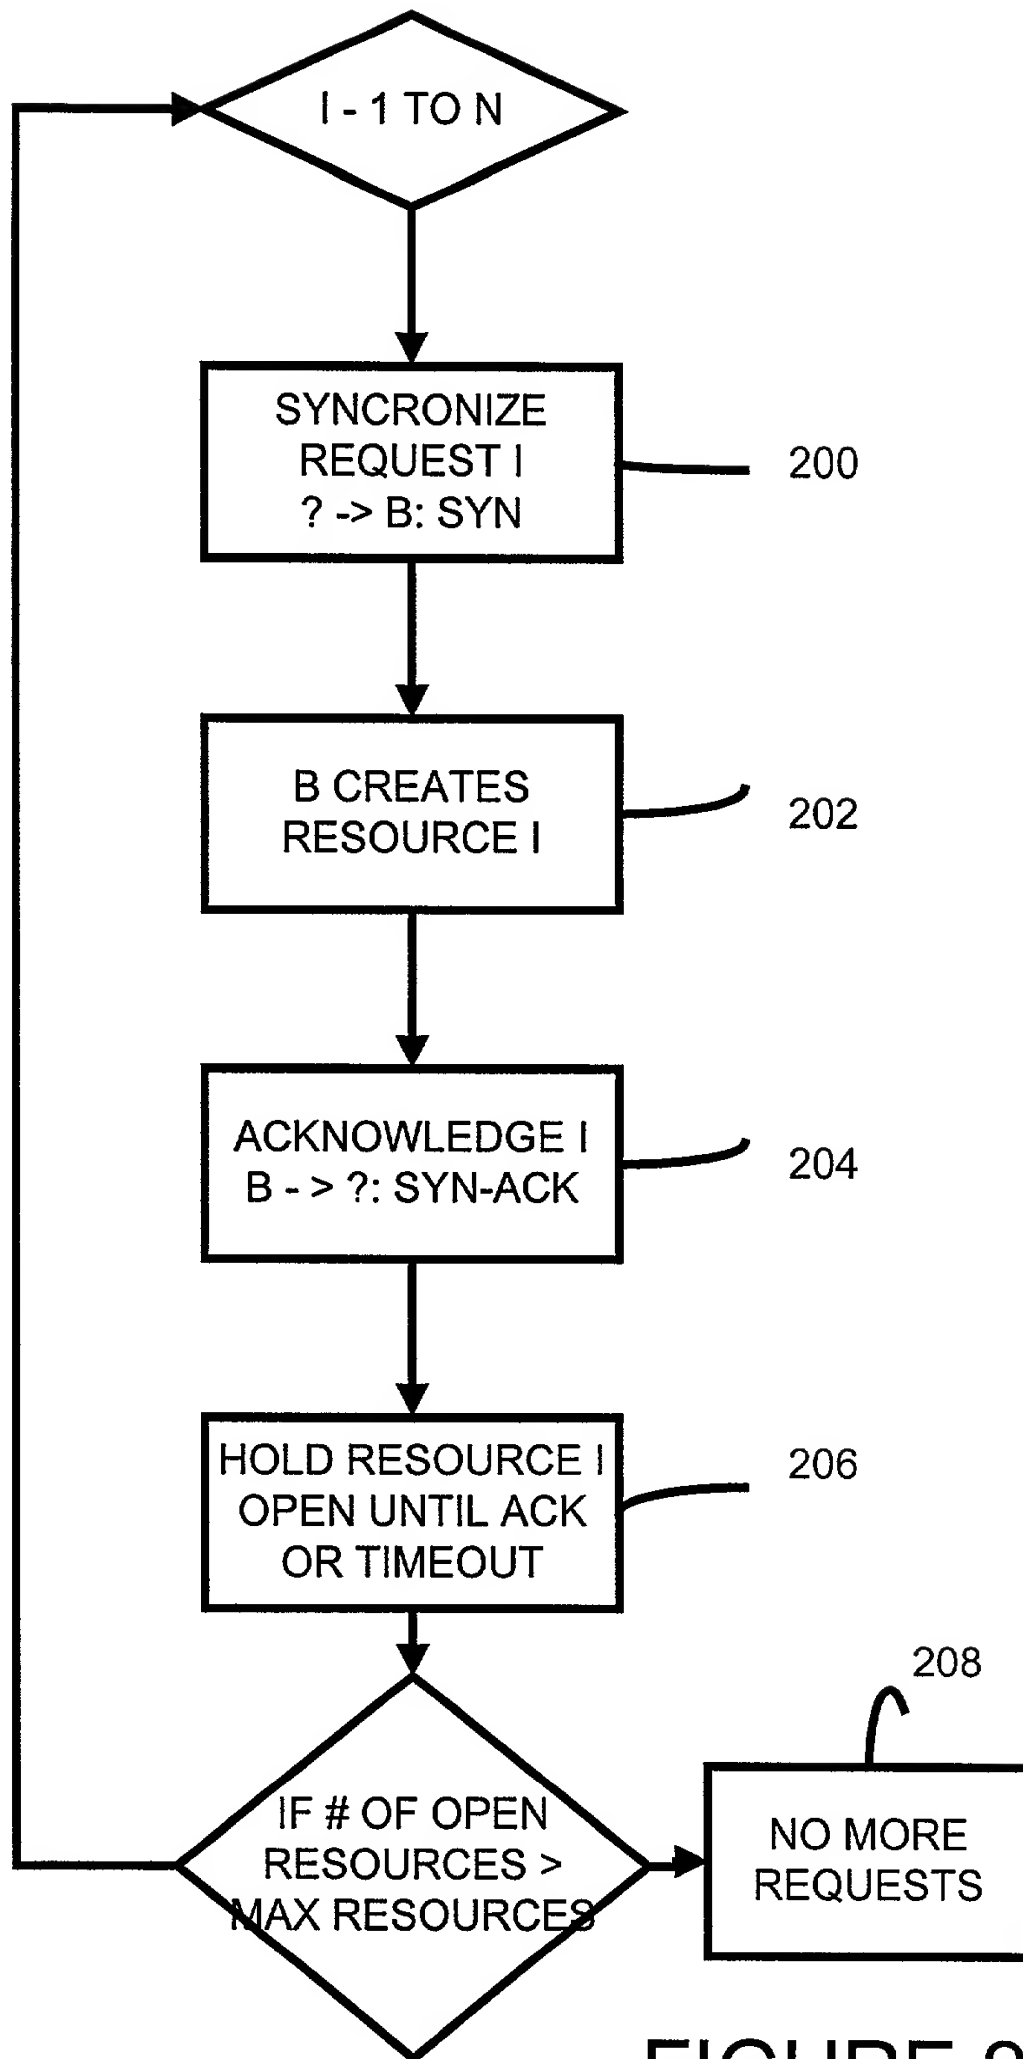 I - 1 TO N
SYNCRONIZE
REQUEST I
? -> B: SYN
200
B CREATES
RESOURCE I
202
ACKNOWLEDGE I
B - > ?: SYN-ACK
204
HOLD RESOURCE I
OPEN UNTIL ACK
OR TIMEOUT
206
208
IF # OF OPEN
RESOURCES >
MAX RESOURCES
NO MORE
REQUESTS
FIGURE